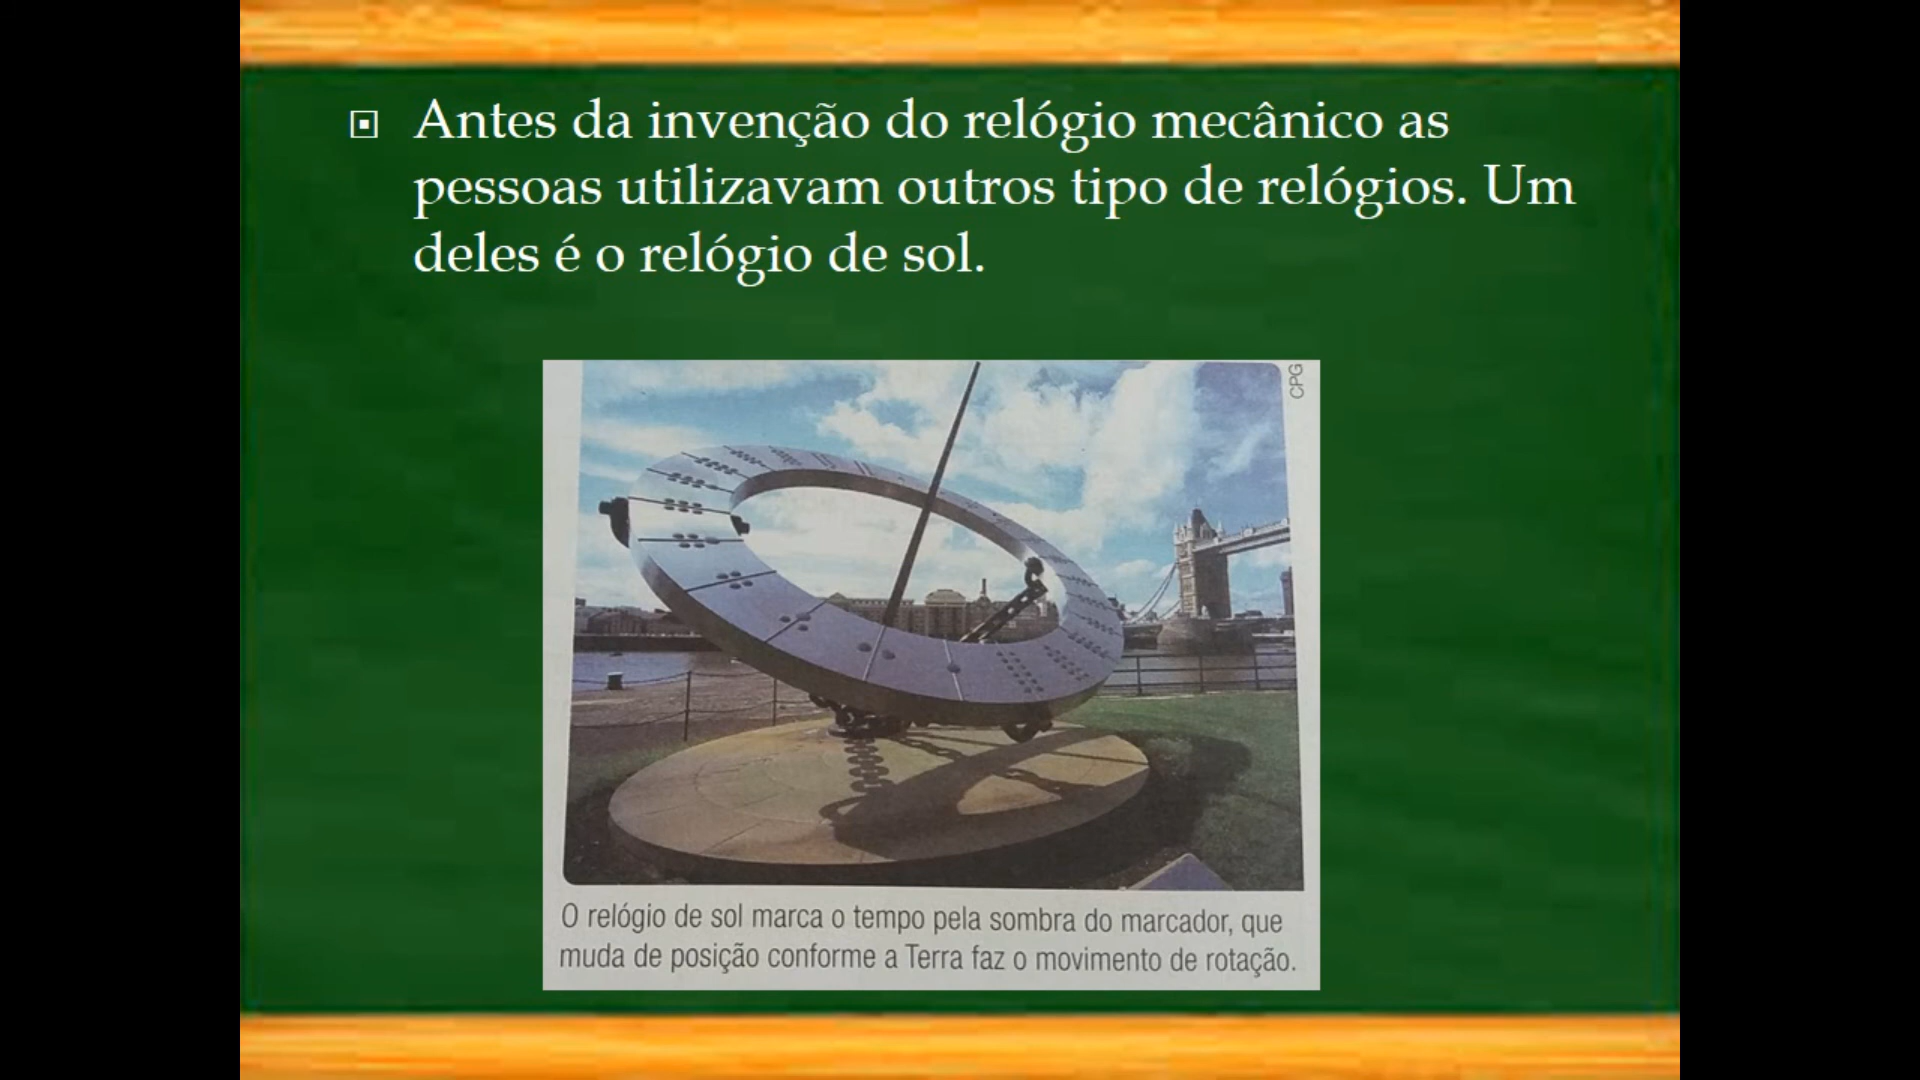 Antes da invenção do relógio mecânico as
pessoas utilizavam outros tipo de relógios. Um
deles é o relógio de sol.
CPG
O relógio de sol marca o tempo pela sombra do marcador, que
muda de posição conforme a Terra faz o movimento de rotação.